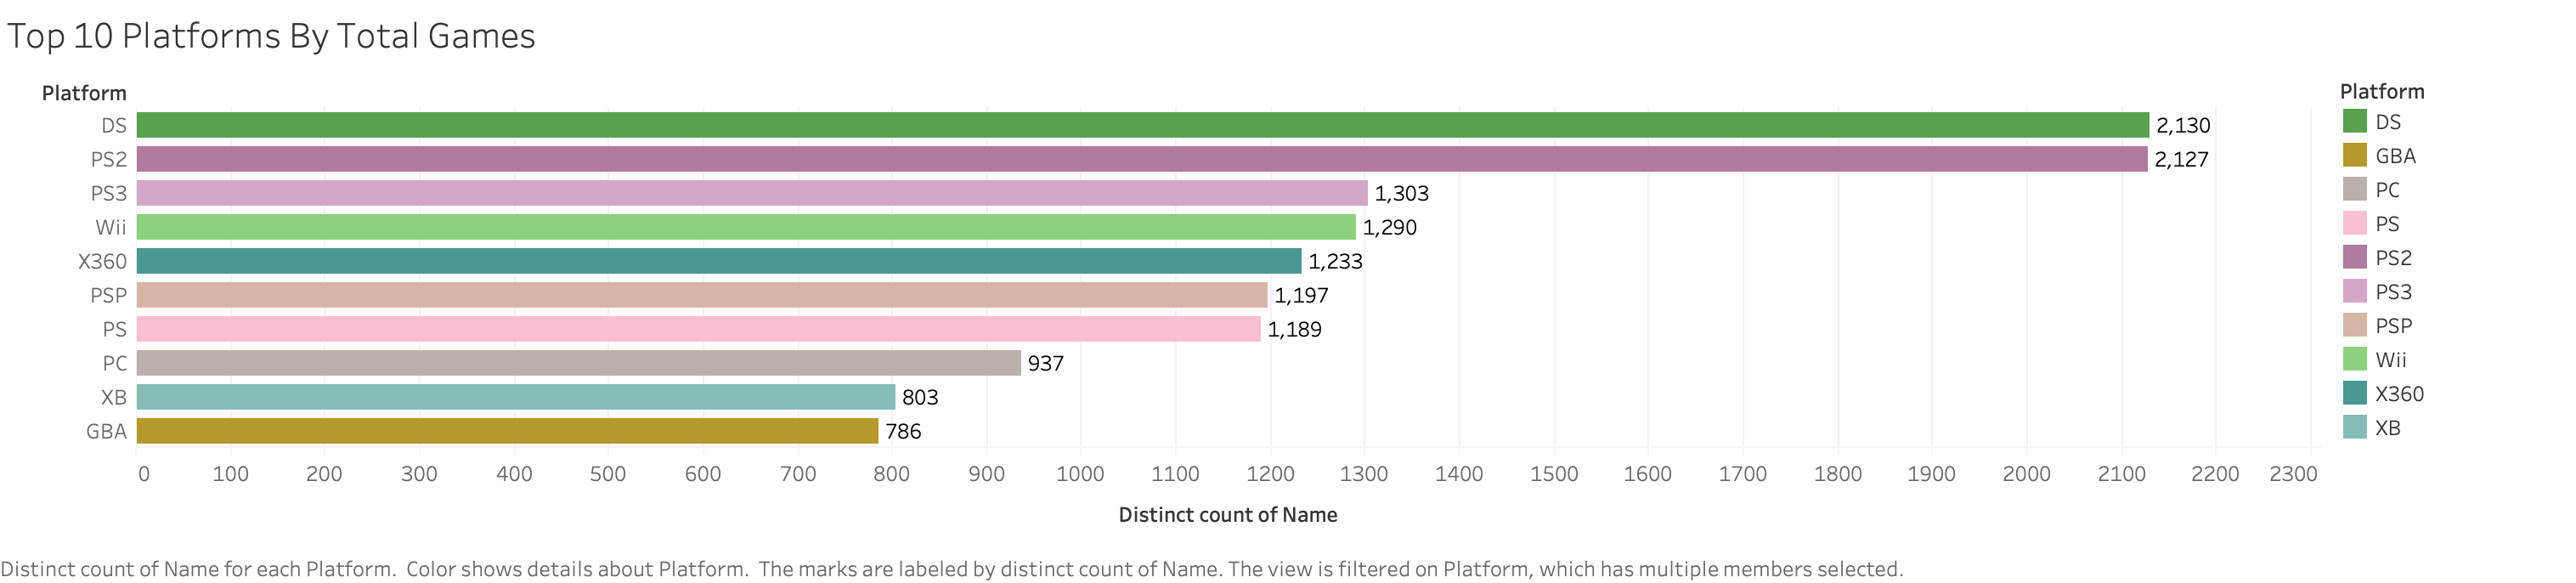 Top 10 Platforms By Total Games
Platform
DS 2,130
PS2 2,127
PS3 1,303
Wii 1,290
X360 1,233
PSP 1,197
PS 1,189
PC 937
XB 803
GBA 786
0 100 200 300 400 500 600 700 800 900 1000 1100 1200 1300 1400 1500 1600 1700 1800 1900 2000 2100 2200 2300
Distinct count of Name
Platform
DS
GBA
PC
PS
PS2
PS3
PSP
Wii
X360
XB
Distinct count of Name for each Platform. Color shows details about Platform. The marks are labeled by distinct count of Name. The view is filtered on Platform, which has multiple members selected.